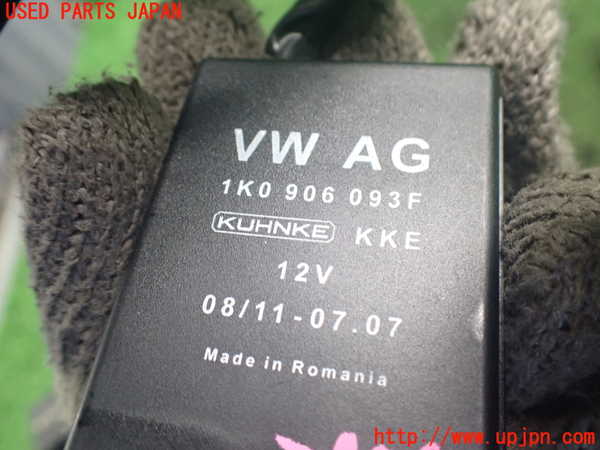 USED PARTS JAPAN
VW AG
1K0 906 093F
KUHNKE KKE
12V
08/11-07.07
Made in Romania
http://www.upjpn.com